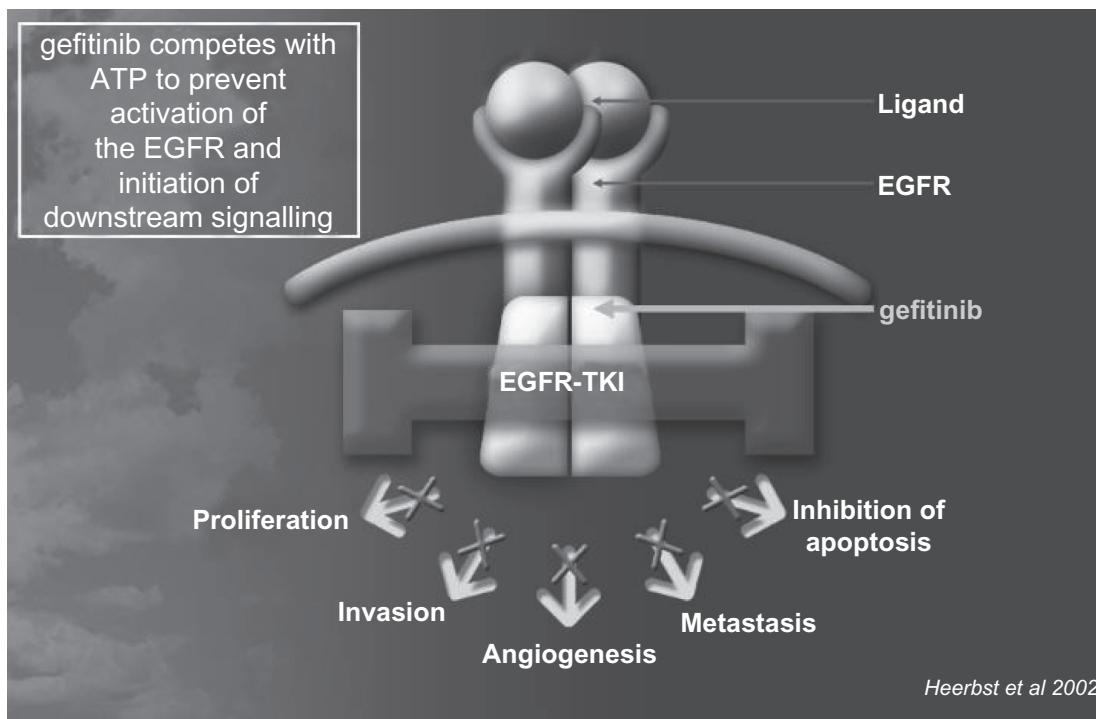 gefitinib competes with
ATP to prevent
activation of
the EGFR and
initiation of
downstream signalling
Ligand
EGFR
gefitinib
EGFR-TKI
Proliferation
Inhibition of
apoptosis
Invasion
Metastasis
Angiogenesis
Heerbst et al 2002